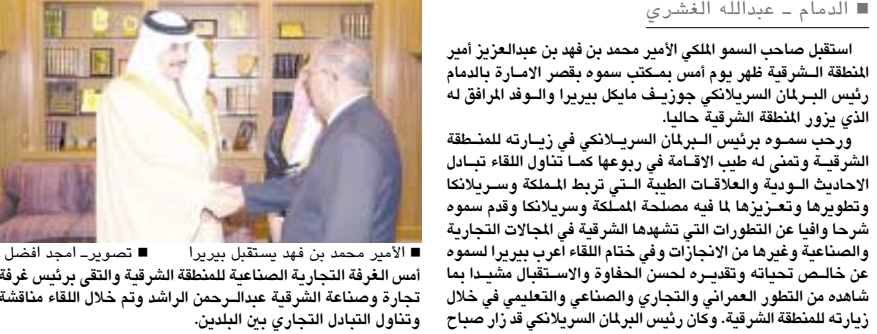 ■ الدمام ـ عبدالله الغشري
استقبل صاحب السمو الملكي الأمير محمد بن فهد بن عبدالعزيز أمير
المنطقة الشرقية ظهر يوم أمس بمكتب سموه بقصر الامارة بالدمام
رئيس البرلمان السريلانكي جوزيف مايكل بيريرا والوفد المرافق له
الذي يزور المنطقة الشرقية حاليا.
ورحب سموه برئيس البرلمان السريلانكي في زيارته للمنطقة
الشرقية وتمنى له طيب الاقامة في ربوعها كما تناول اللقاء تبادل
الاحاديث الودية والعلاقات الطيبة التي تربط المملكة وسريلانكا
وتطويرها وتعزيزها لما فيه مصلحة المملكة وسريلانكا وقدم سموه
شرحا وافيا عن التطورات التي تشهدها الشرقية في المجالات التجارية
والصناعية وغيرها من الانجازات وفي ختام اللقاء اعرب بيريرا لسموه
عن خالص تحياته وتقديره لحسن الحفاوة والاستقبال مشيدا بما
شاهده من التطور العمراني والتجاري والصناعي والتعليمي في خلال
زيارته للمنطقة الشرقية. وكان رئيس البرلمان السريلانكي قد زار صباح
■ الأمير محمد بن فهد يستقبل بيريرا ■ تصوير ـ امجد افضل
أمس الغرفة التجارية الصناعية للمنطقة الشرقية والتقى برئيس غرفة
تجارة وصناعة الشرقية عبدالرحمن الراشد وتم خلال اللقاء مناقشة
وتناول التبادل التجاري بين البلدين.